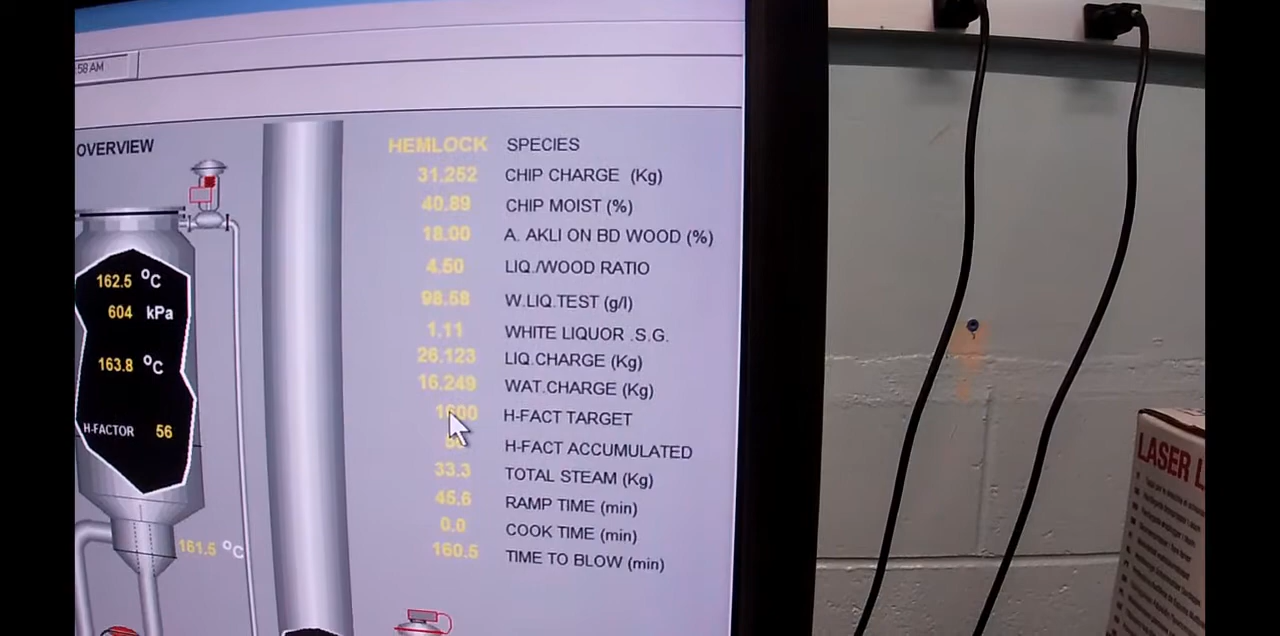 :58 AM
OVERVIEW
162.5 °C
604 kPa
163.8 °C
H-FACTOR 56
161.5 °C
HEMLOCK SPECIES
31.252 CHIP CHARGE (Kg)
40.89 CHIP MOIST (%)
18.00 A. AKLI ON BD WOOD (%)
4.50 LIQ./WOOD RATIO
98.58 W.LIQ.TEST (g/l)
1.11 WHITE LIQUOR .S.G.
26.123 LIQ.CHARGE (Kg)
16.249 WAT.CHARGE (Kg)
1600 H-FACT TARGET
H-FACT ACCUMULATED
33.3 TOTAL STEAM (Kg)
45.6 RAMP TIME (min)
0.0 COOK TIME (min)
160.5 TIME TO BLOW (min)
LASER L